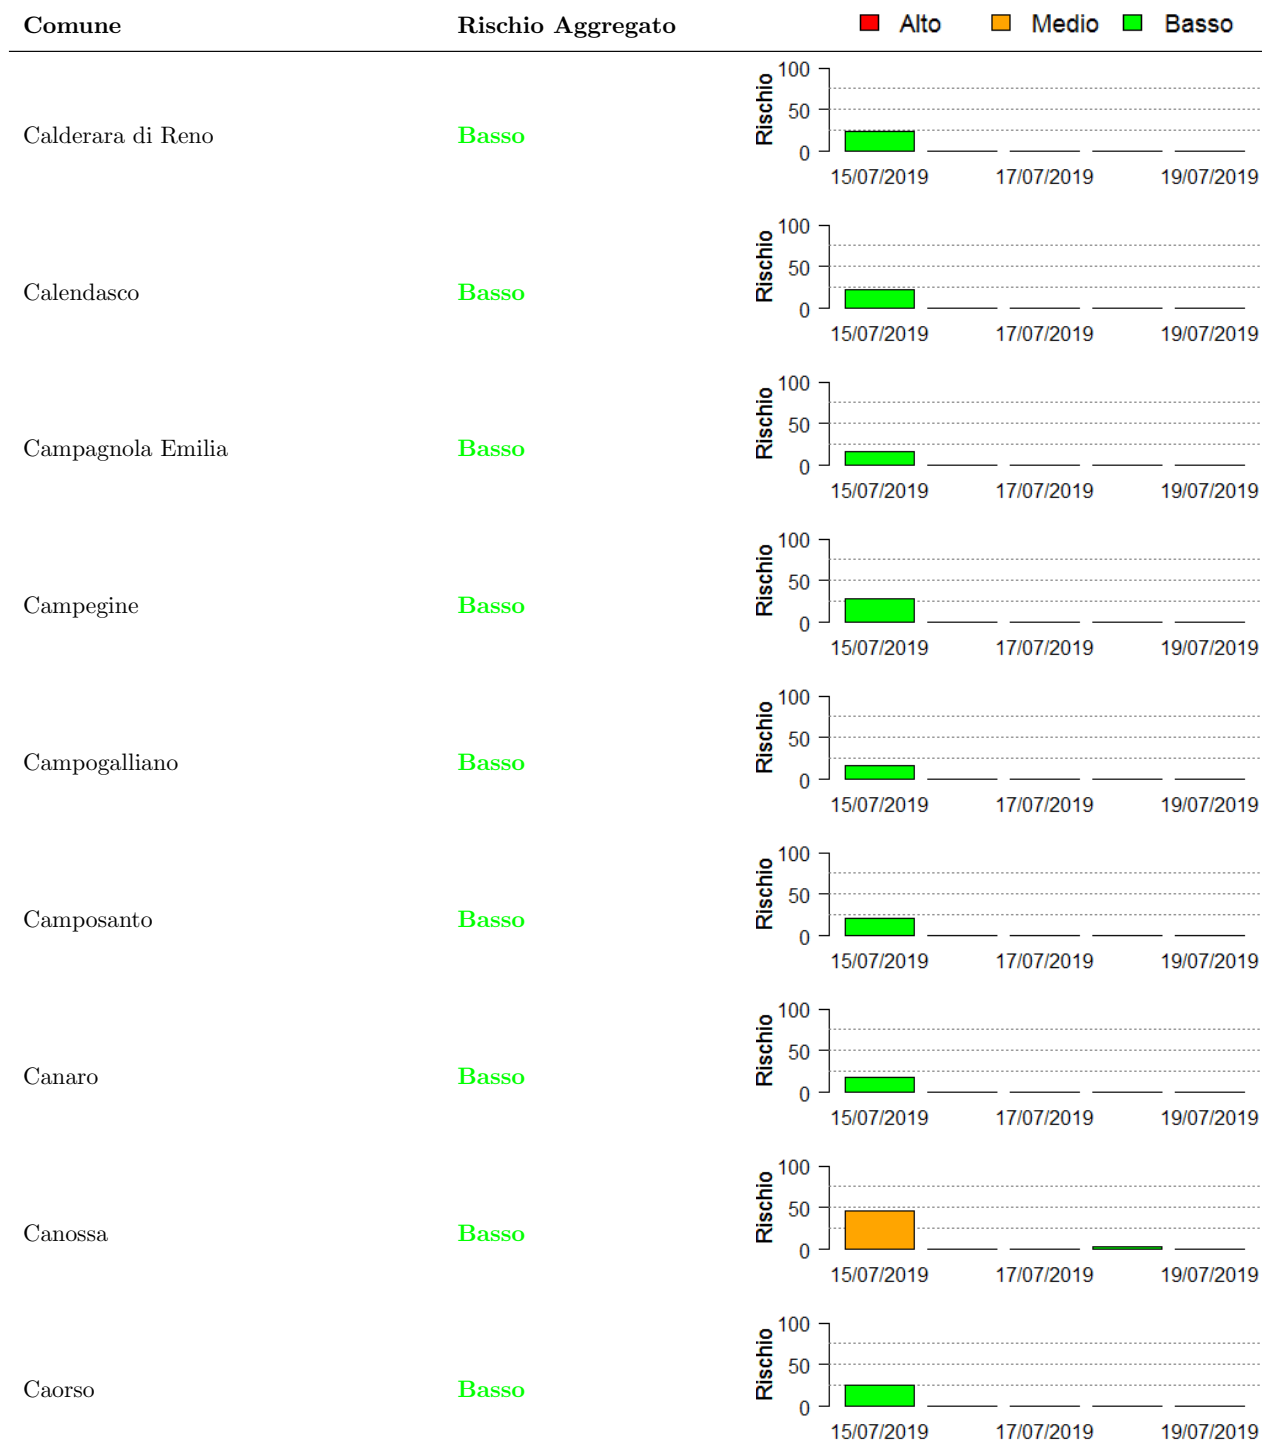 Comune Rischio Aggregato Alto Medio Basso
100
50
0
Rischio
Calderara di Reno Basso
15/07/2019 17/07/2019 19/07/2019
100
50
0
Rischio
Calendasco Basso
15/07/2019 17/07/2019 19/07/2019
100
50
0
Rischio
Campagnola Emilia Basso
15/07/2019 17/07/2019 19/07/2019
100
50
0
Rischio
Campegine Basso
15/07/2019 17/07/2019 19/07/2019
100
50
0
Rischio
Campogalliano Basso
15/07/2019 17/07/2019 19/07/2019
100
50
0
Rischio
Camposanto Basso
15/07/2019 17/07/2019 19/07/2019
100
50
0
Rischio
Canaro Basso
15/07/2019 17/07/2019 19/07/2019
100
50
0
Rischio
Canossa Basso
15/07/2019 17/07/2019 19/07/2019
100
50
0
Rischio
Caorso Basso
15/07/2019 17/07/2019 19/07/2019